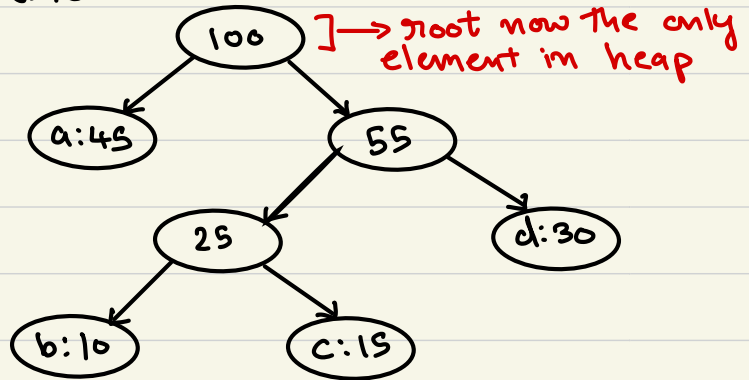 100
]→ root now the only
element in heap
a:45
55
25
d:30
b:10
c:15